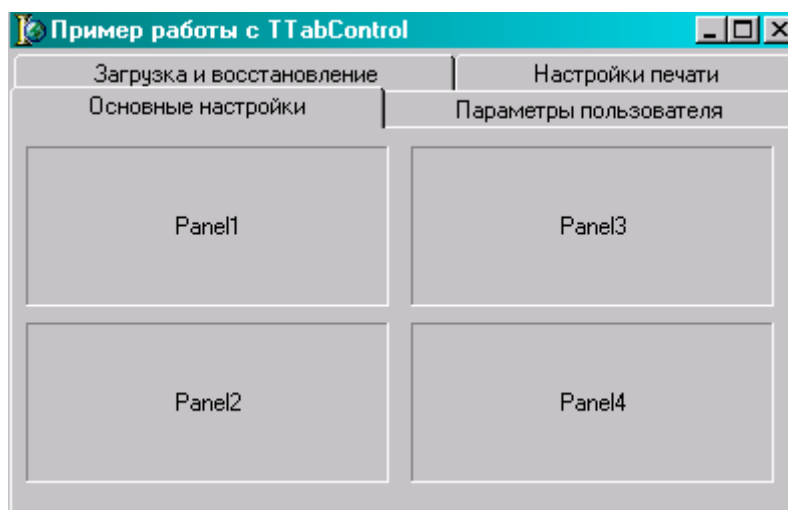 Пример работы с TTabControl
Загрузка и восстановление Настройки печати
Основные настройки Параметры пользователя
Panel1 Panel3
Panel2 Panel4